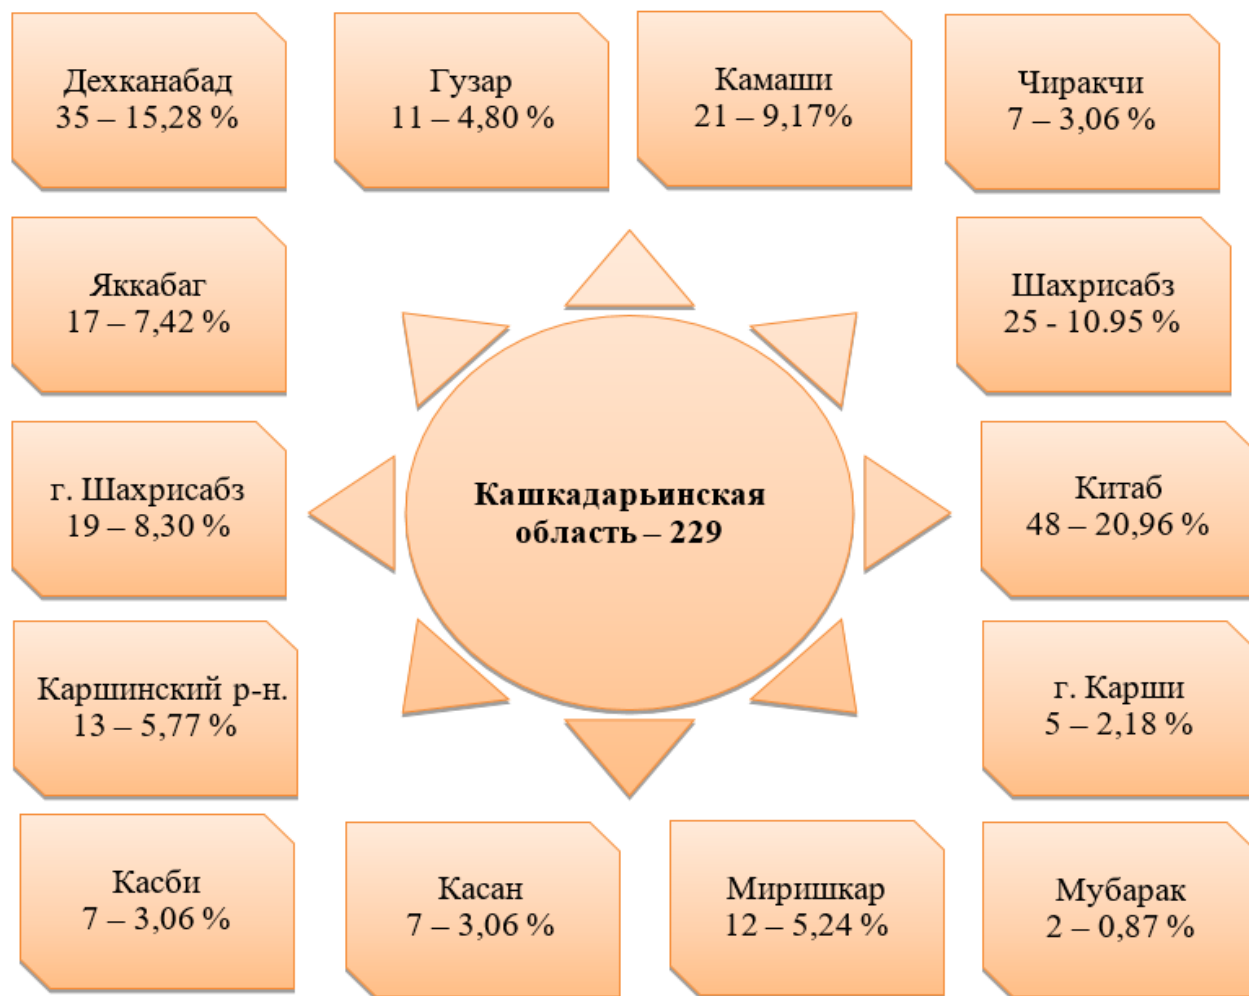 Дехканабад
35 – 15,28 %
Гузар
11 – 4,80 %
Камаши
21 – 9,17%
Чиракчи
7 – 3,06 %
Яккабаг
17 – 7,42 %
Шахрисабз
25 - 10.95 %
г. Шахрисабз
19 – 8,30 %
Кашкадарьинская
область – 229
Китаб
48 – 20,96 %
Каршинский р-н.
13 – 5,77 %
г. Карши
5 – 2,18 %
Касби
7 – 3,06 %
Касан
7 – 3,06 %
Миришкар
12 – 5,24 %
Мубарак
2 – 0,87 %